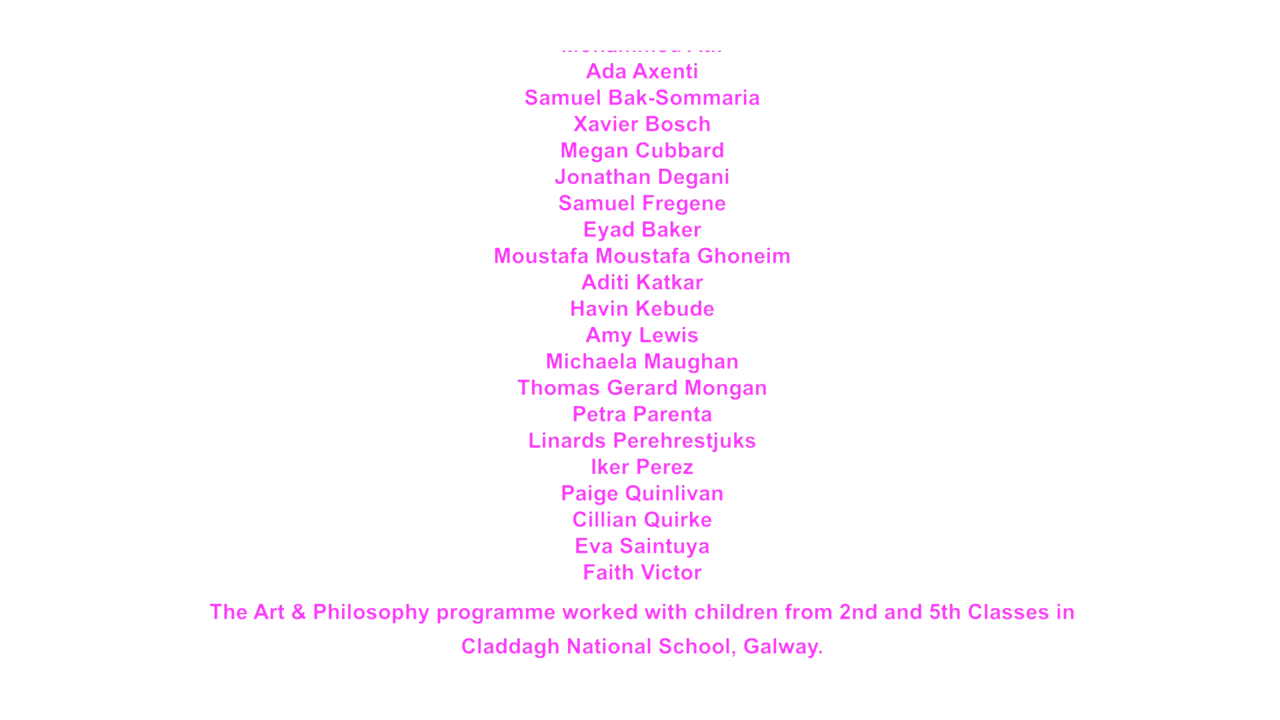 Ada Axenti
Samuel Bak-Sommaria
Xavier Bosch
Megan Cubbard
Jonathan Degani
Samuel Fregene
Eyad Baker
Moustafa Moustafa Ghoneim
Aditi Katkar
Havin Kebude
Amy Lewis
Michaela Maughan
Thomas Gerard Mongan
Petra Parenta
Linards Perehrestjuks
Iker Perez
Paige Quinlivan
Cillian Quirke
Eva Saintuya
Faith Victor
The Art & Philosophy programme worked with children from 2nd and 5th Classes in
Claddagh National School, Galway.